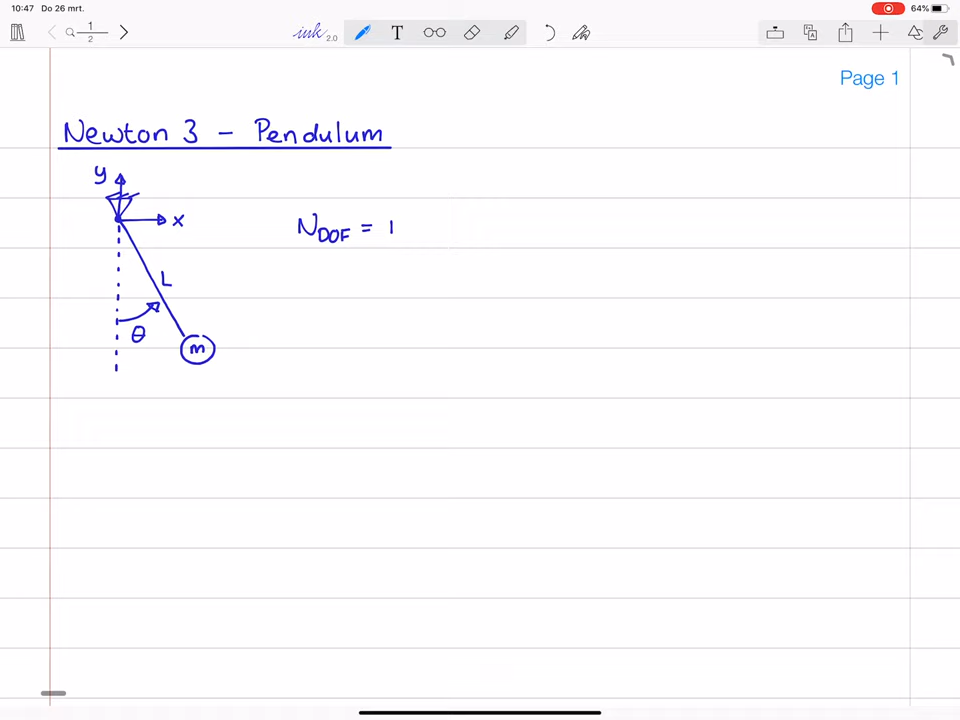 10:47 Do 26 mrt. 64%
1
2
ink 2.0 T A
Page 1
Newton 3 - Pendulum
y
x
N_DOF = 1
L
θ
m